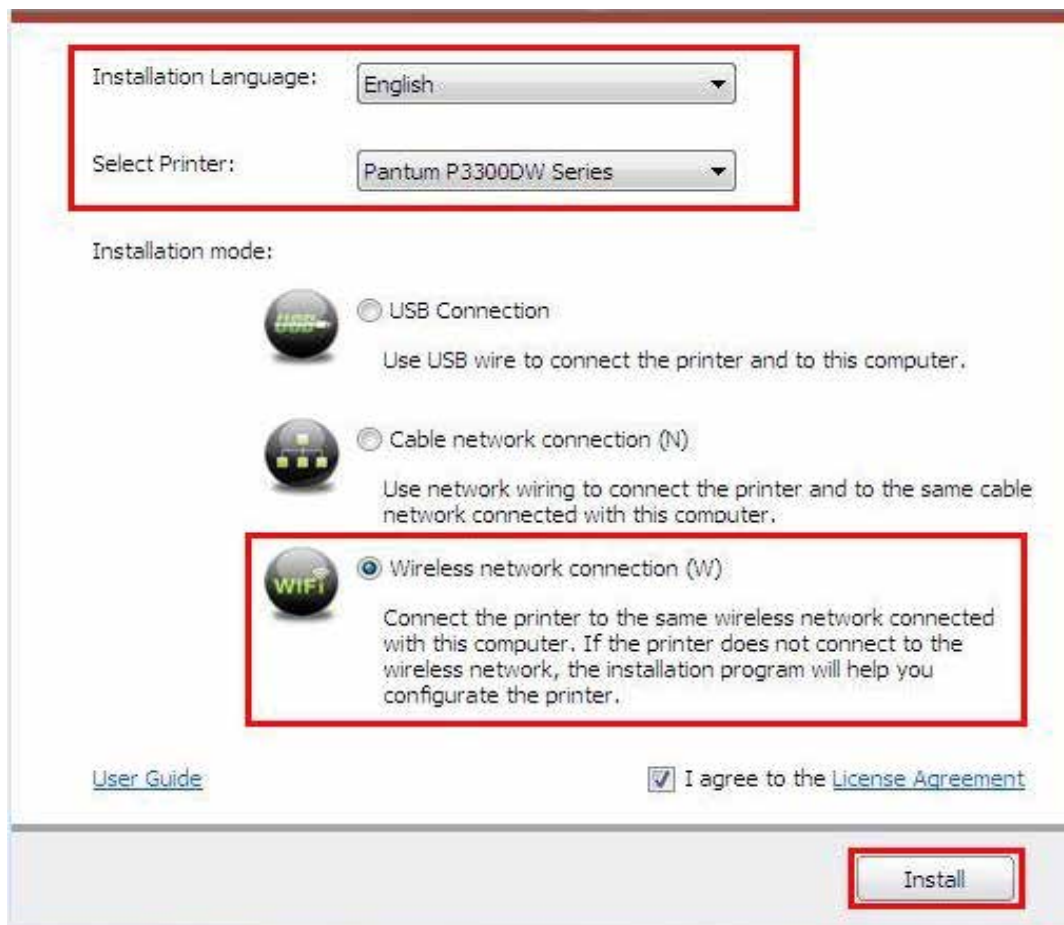 Installation Language:
English
Select Printer:
Pantum P3300DW Series
Installation mode:
USB
USB Connection
Use USB wire to connect the printer and to this computer.
Cable network connection (N)
Use network wiring to connect the printer and to the same cable
network connected with this computer.
WiFi
Wireless network connection (W)
Connect the printer to the same wireless network connected
with this computer. If the printer does not connect to the
wireless network, the installation program will help you
configurate the printer.
User Guide
I agree to the License Agreement
Install